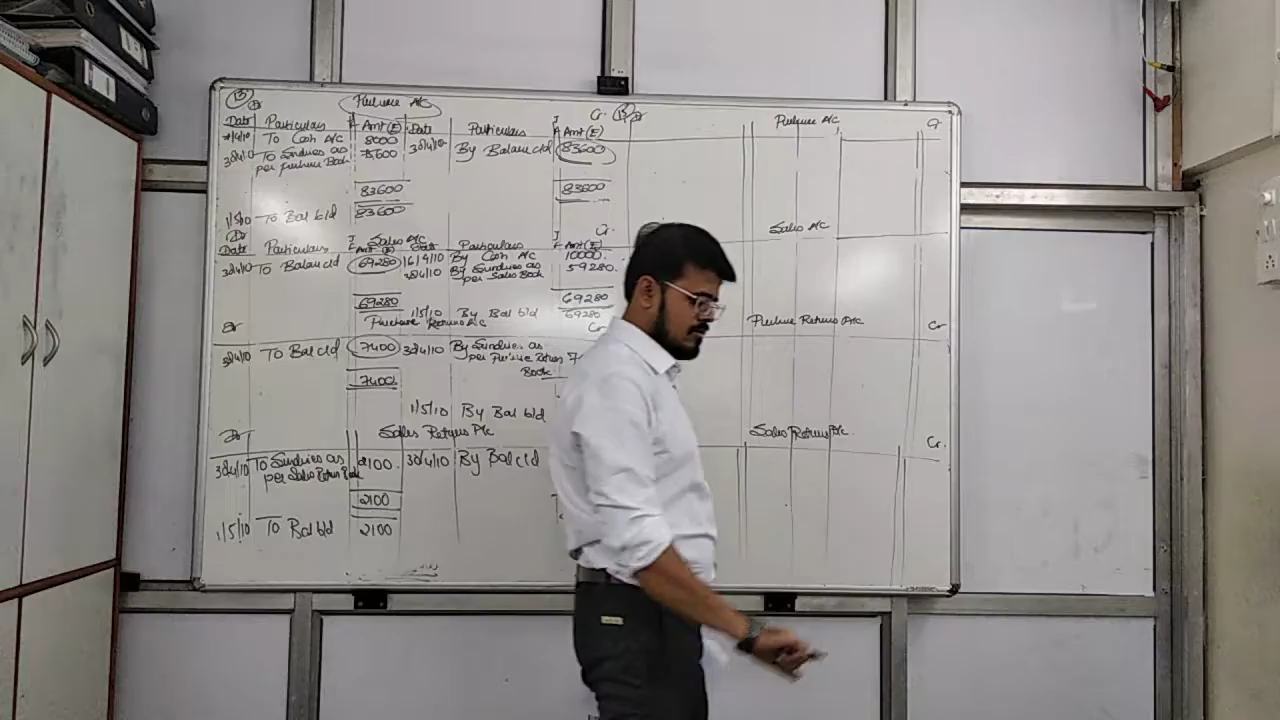 Purchase A/c
Cr.
Date Particulars JF Amt(₹) Date Particulars JF Amt(₹)
1/4/10 To Cash A/c 8000 30/4/10 By Balance c/d 83600
30/4/10 To Sundries as 75600
per Purchase Book
83600 83600
1/5/10 To Bal b/d 83600
Dr Sales A/c Cr.
Date Particulars Amt(₹) Date Particulars JF Amt(₹)
30/4/10 To Balance c/d 69280 16/4/10 By Cash A/c 10000.
30/4/10 By Sundries as 59280.
per Sales Book
69280 69280
1/5/10 By Bal b/d 69280
Dr Purchase Returns A/c Cr
30/4/10 To Bal c/d 7400 30/4/10 By Sundries as
per Purchase Return
Book
7400.
1/5/10 By Bal b/d
Dr Sales Returns A/c
30/4/10 To Sundries as 2100. 30/4/10 By Bal c/d
per Sales Return Book
2100
1/5/10 To Bal b/d 2100
Purchase A/c Cr
Sales A/c
Purchase Returns A/c Cr
Sales Returns A/c. Cr.